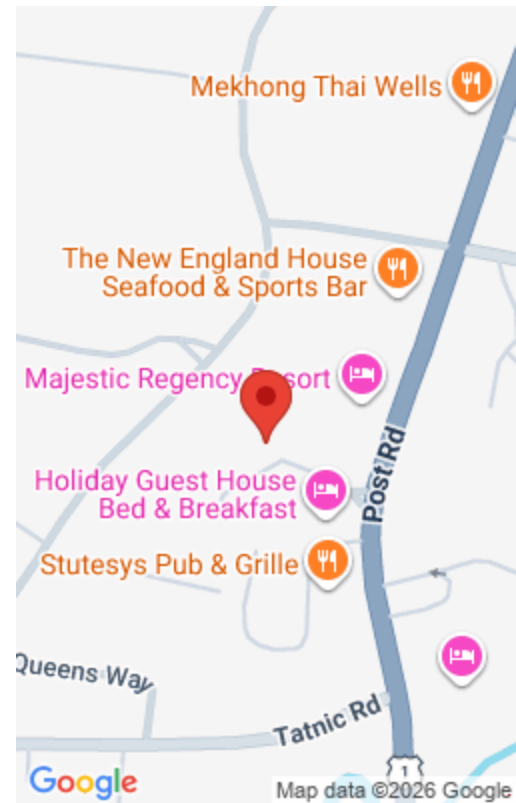 Mekhong Thai Wells
The New England House
Seafood & Sports Bar
Majestic Regency Resort
Holiday Guest House
Bed & Breakfast
Post Rd
Stutesys Pub & Grille
Queens Way
Tatnic Rd
1
Google
Map data ©2026 Google